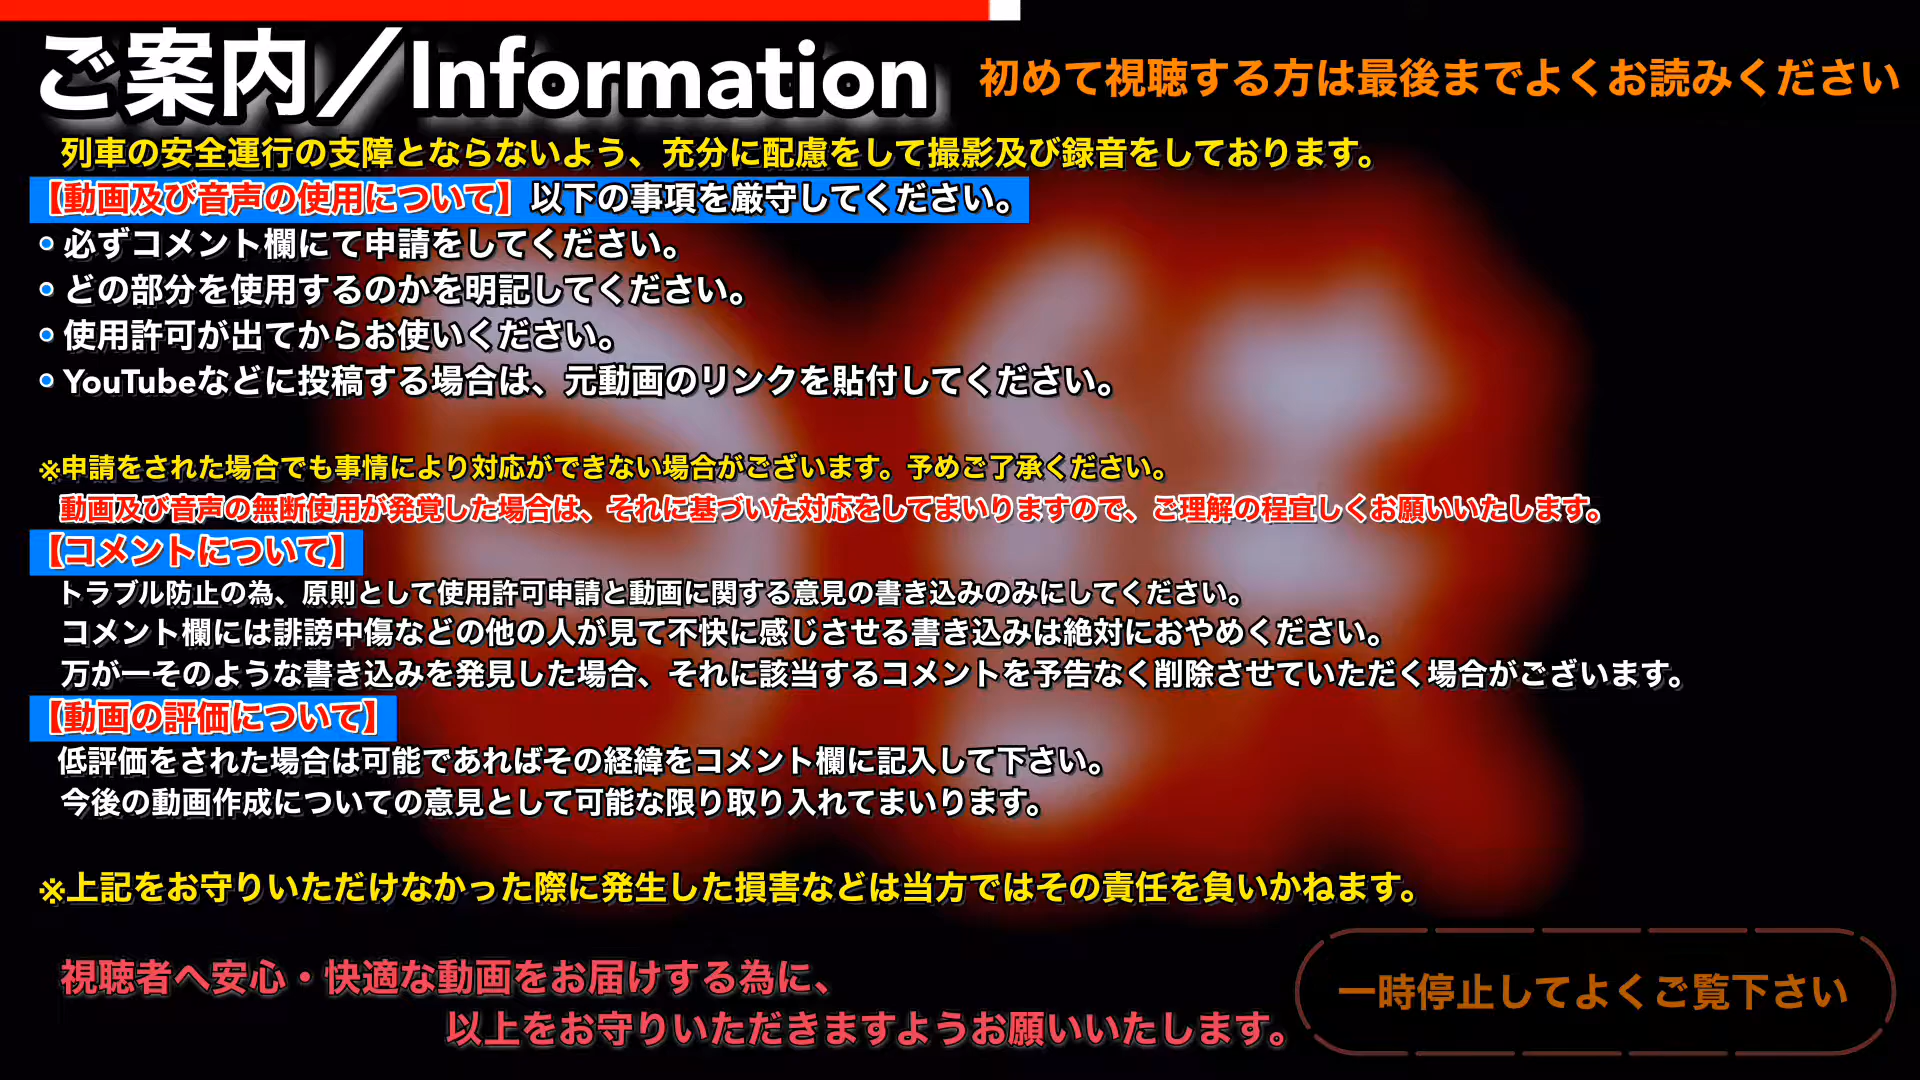 ご案内／Information
初めて視聴する方は最後までよくお読みください
列車の安全運行の支障とならないよう、充分に配慮をして撮影及び録音をしております。
【動画及び音声の使用について】以下の事項を厳守してください。
• 必ずコメント欄にて申請をしてください。
• どの部分を使用するのかを明記してください。
• 使用許可が出てからお使いください。
• YouTubeなどに投稿する場合は、元動画のリンクを貼付してください。
※申請をされた場合でも事情により対応ができない場合がございます。予めご了承ください。
動画及び音声の無断使用が発覚した場合は、それに基づいた対応をしてまいりますので、ご理解の程宜しくお願いいたします。
【コメントについて】
トラブル防止の為、原則として使用許可申請と動画に関する意見の書き込みのみにしてください。
コメント欄には誹謗中傷などの他の人が見て不快に感じさせる書き込みは絶対におやめください。
万が一そのような書き込みを発見した場合、それに該当するコメントを予告なく削除させていただく場合がございます。
【動画の評価について】
低評価をされた場合は可能であればその経緯をコメント欄に記入して下さい。
今後の動画作成についての意見として可能な限り取り入れてまいります。
※上記をお守りいただけなかった際に発生した損害などは当方ではその責任を負いかねます。
視聴者へ安心・快適な動画をお届けする為に、
以上をお守りいただきますようお願いいたします。
一時停止してよくご覧下さい